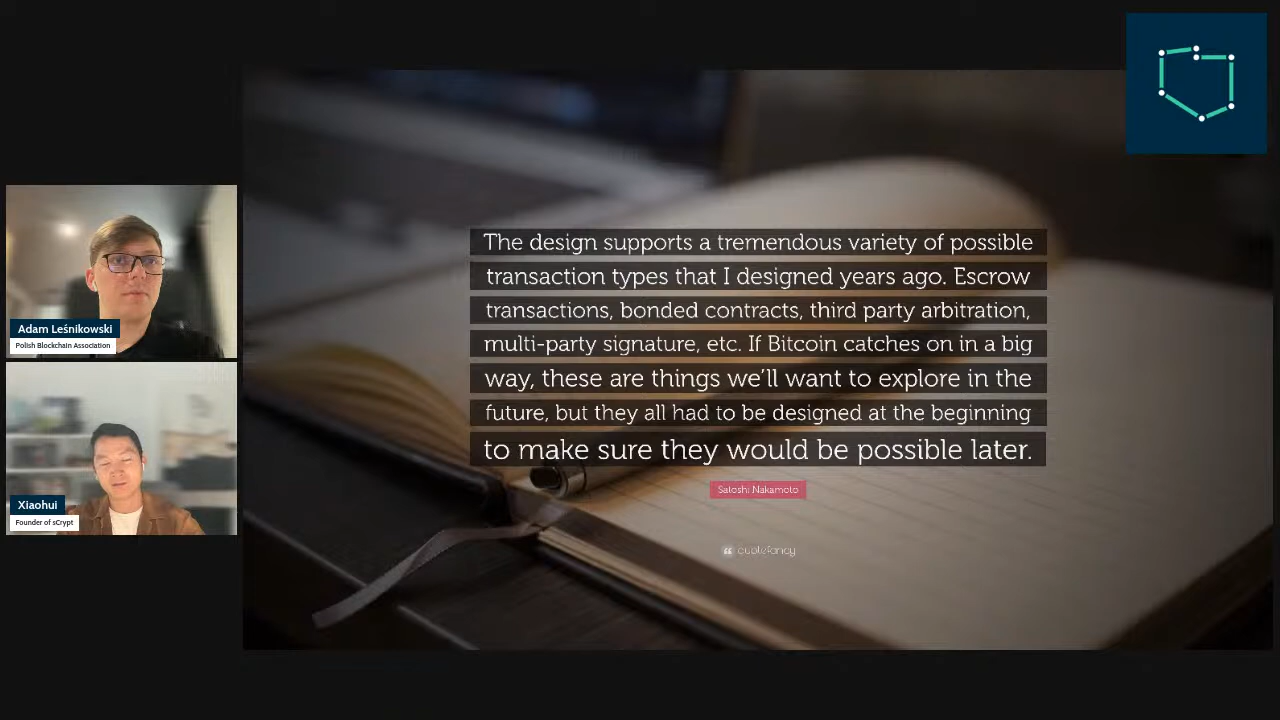 Adam Leśnikowski
Polish Blockchain Association
Xiaohui
Founder of sCrypt
The design supports a tremendous variety of possible
transaction types that I designed years ago. Escrow
transactions, bonded contracts, third party arbitration,
multi-party signature, etc. If Bitcoin catches on in a big
way, these are things we'll want to explore in the
future, but they all had to be designed at the beginning
to make sure they would be possible later.
Satoshi Nakamoto
quotefancy